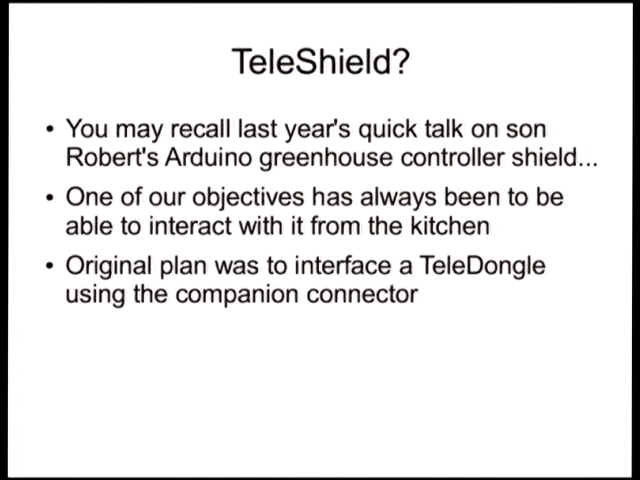 TeleShield?
• You may recall last year's quick talk on son
Robert's Arduino greenhouse controller shield...
• One of our objectives has always been to be
able to interact with it from the kitchen
• Original plan was to interface a TeleDongle
using the companion connector